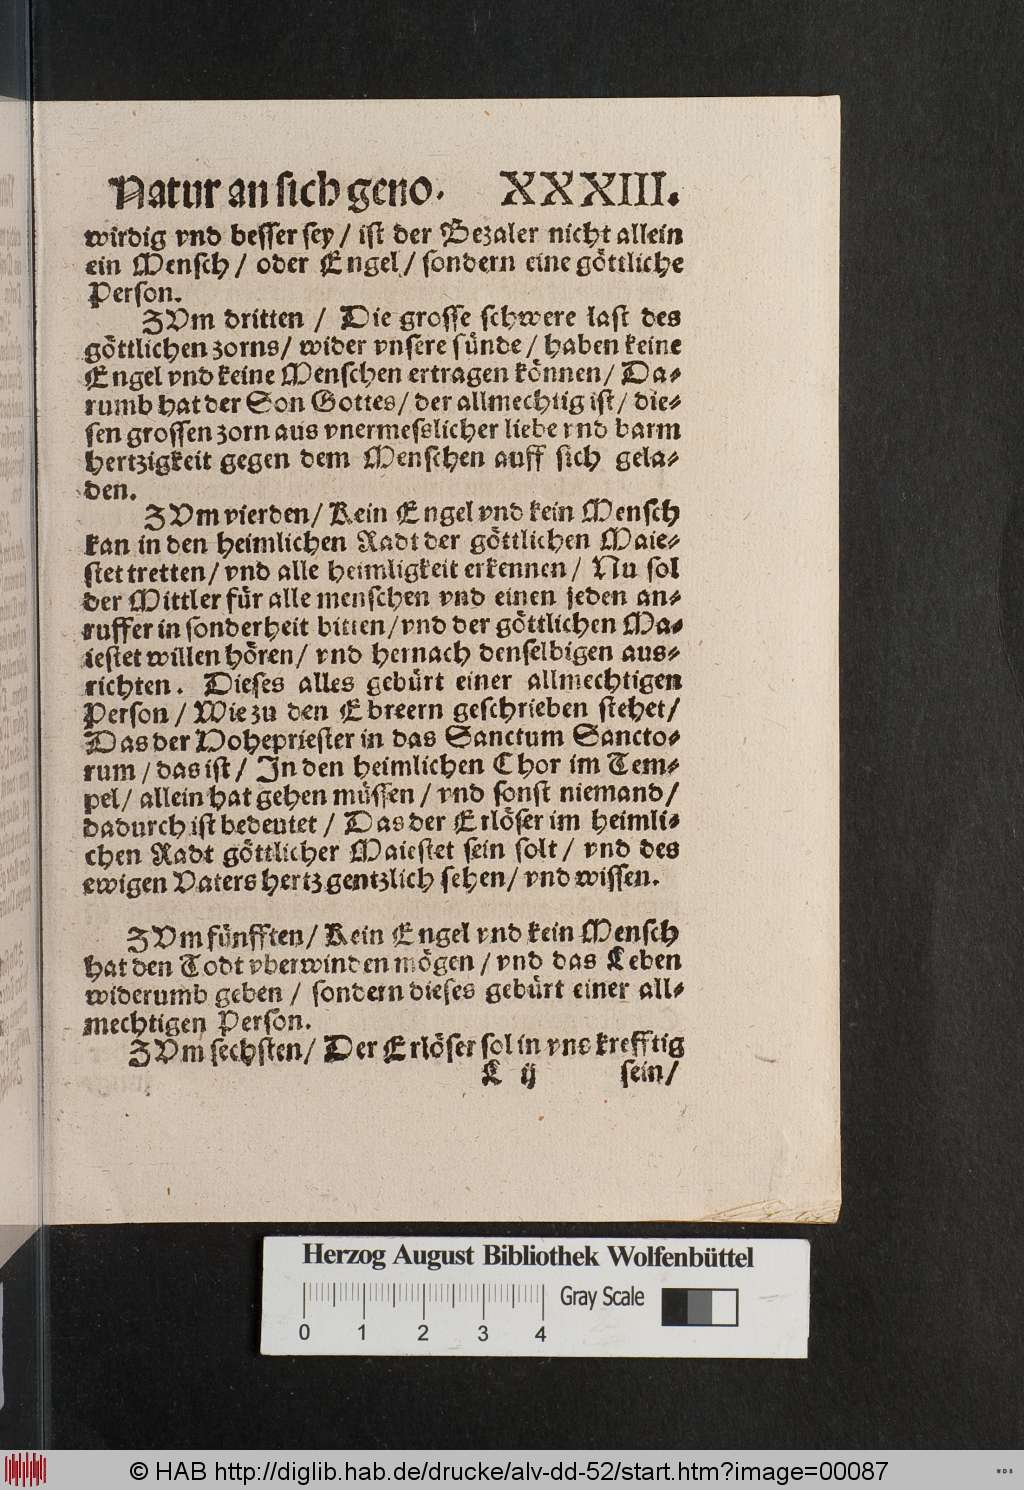 Natur an sich geno. XXXIII.
wirdig vnd besser sey / ist der Bezaler nicht allein
ein Mensch / oder Engel / sondern eine göttliche
Person.
ZVm dritten / Die grosse schwere last des
göttlichen zorns / wider vnsere sünde / haben keine
Engel vnd keine Menschen ertragen können / Da-
rumb hat der Son Gottes / der allmechtig ist / die-
sen grossen zorn aus vnermesslicher liebe vnd barm
hertzigkeit gegen dem Menschen auff sich gela-
den.
ZVm vierden / Kein Engel vnd kein Mensch
kan in den heimlichen Radt der göttlichen Maie-
stet tretten / vnd alle heimligkeit erkennen / Nu sol
der Mittler für alle menschen vnd einen jeden an-
ruffer in sonderheit bitten / vnd der göttlichen Ma-
iestet willen hören / vnd hernach denselbigen aus-
richten. Dieses alles gebürt einer allmechtigen
Person / Wie zu den Ebreern geschrieben stehet /
Das der Hohepriester in das Sanctum Sancto-
rum / das ist / In den heimlichen Chor im Tem-
pel / allein hat gehen müssen / vnd sonst niemand /
dadurch ist bedeutet / Das der Erlöser im heimli-
chen Radt göttlicher Maiestet sein solt / vnd des
ewigen Vaters hertz gentzlich sehen / vnd wissen.
ZVm fünfften / Kein Engel vnd kein Mensch
hat den Todt vberwinden mögen / vnd das Leben
widerumb geben / sondern dieses gebürt einer all-
mechtigen Person.
ZVm sechsten / Der Erlöser sol in vns krefftig
L ij sein /
Herzog August Bibliothek Wolfenbüttel
0 1 2 3 4 Gray Scale
© HAB http://diglib.hab.de/drucke/alv-dd-52/start.htm?image=00087